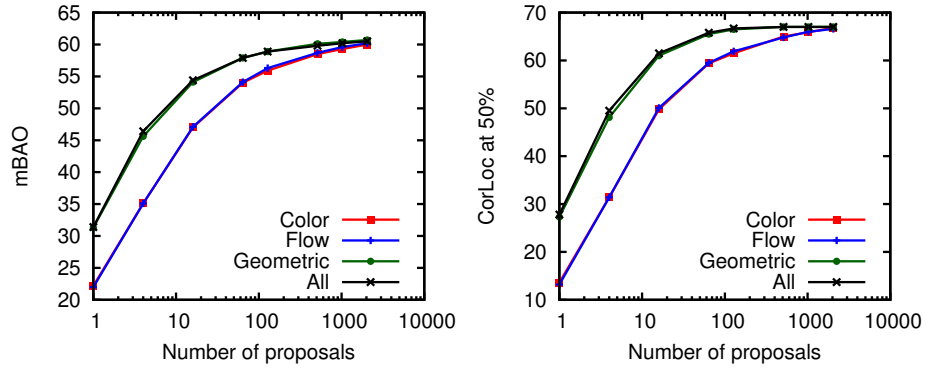 mBAO
65
60
55
50
45
40
35
30
25
20
1 10 100 1000 10000
Number of proposals
Color
Flow
Geometric
All
CorLoc at 50%
70
60
50
40
30
20
10
1 10 100 1000 10000
Number of proposals
Color
Flow
Geometric
All